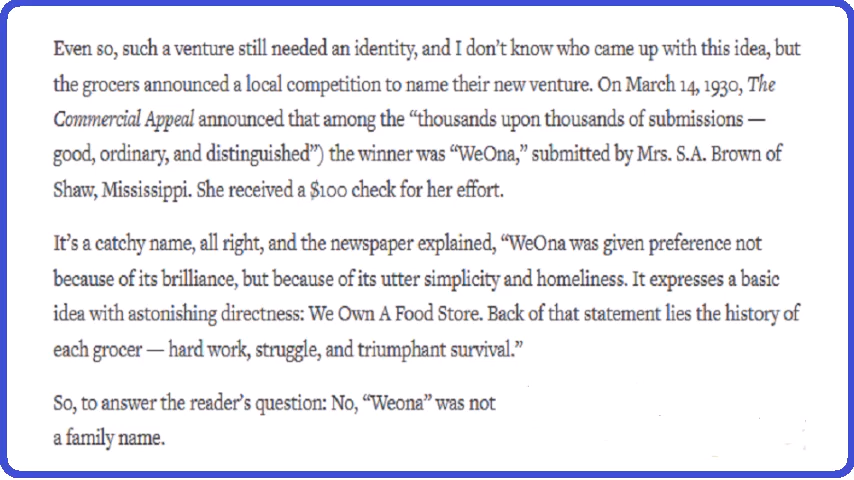 Even so, such a venture still needed an identity, and I don’t know who came up with this idea, but
the grocers announced a local competition to name their new venture. On March 14, 1930, The
Commercial Appeal announced that among the “thousands upon thousands of submissions —
good, ordinary, and distinguished”) the winner was “WeOna,” submitted by Mrs. S.A. Brown of
Shaw, Mississippi. She received a $100 check for her effort.
It’s a catchy name, all right, and the newspaper explained, “WeOna was given preference not
because of its brilliance, but because of its utter simplicity and homeliness. It expresses a basic
idea with astonishing directness: We Own A Food Store. Back of that statement lies the history of
each grocer — hard work, struggle, and triumphant survival.”
So, to answer the reader’s question: No, “Weona” was not
a family name.